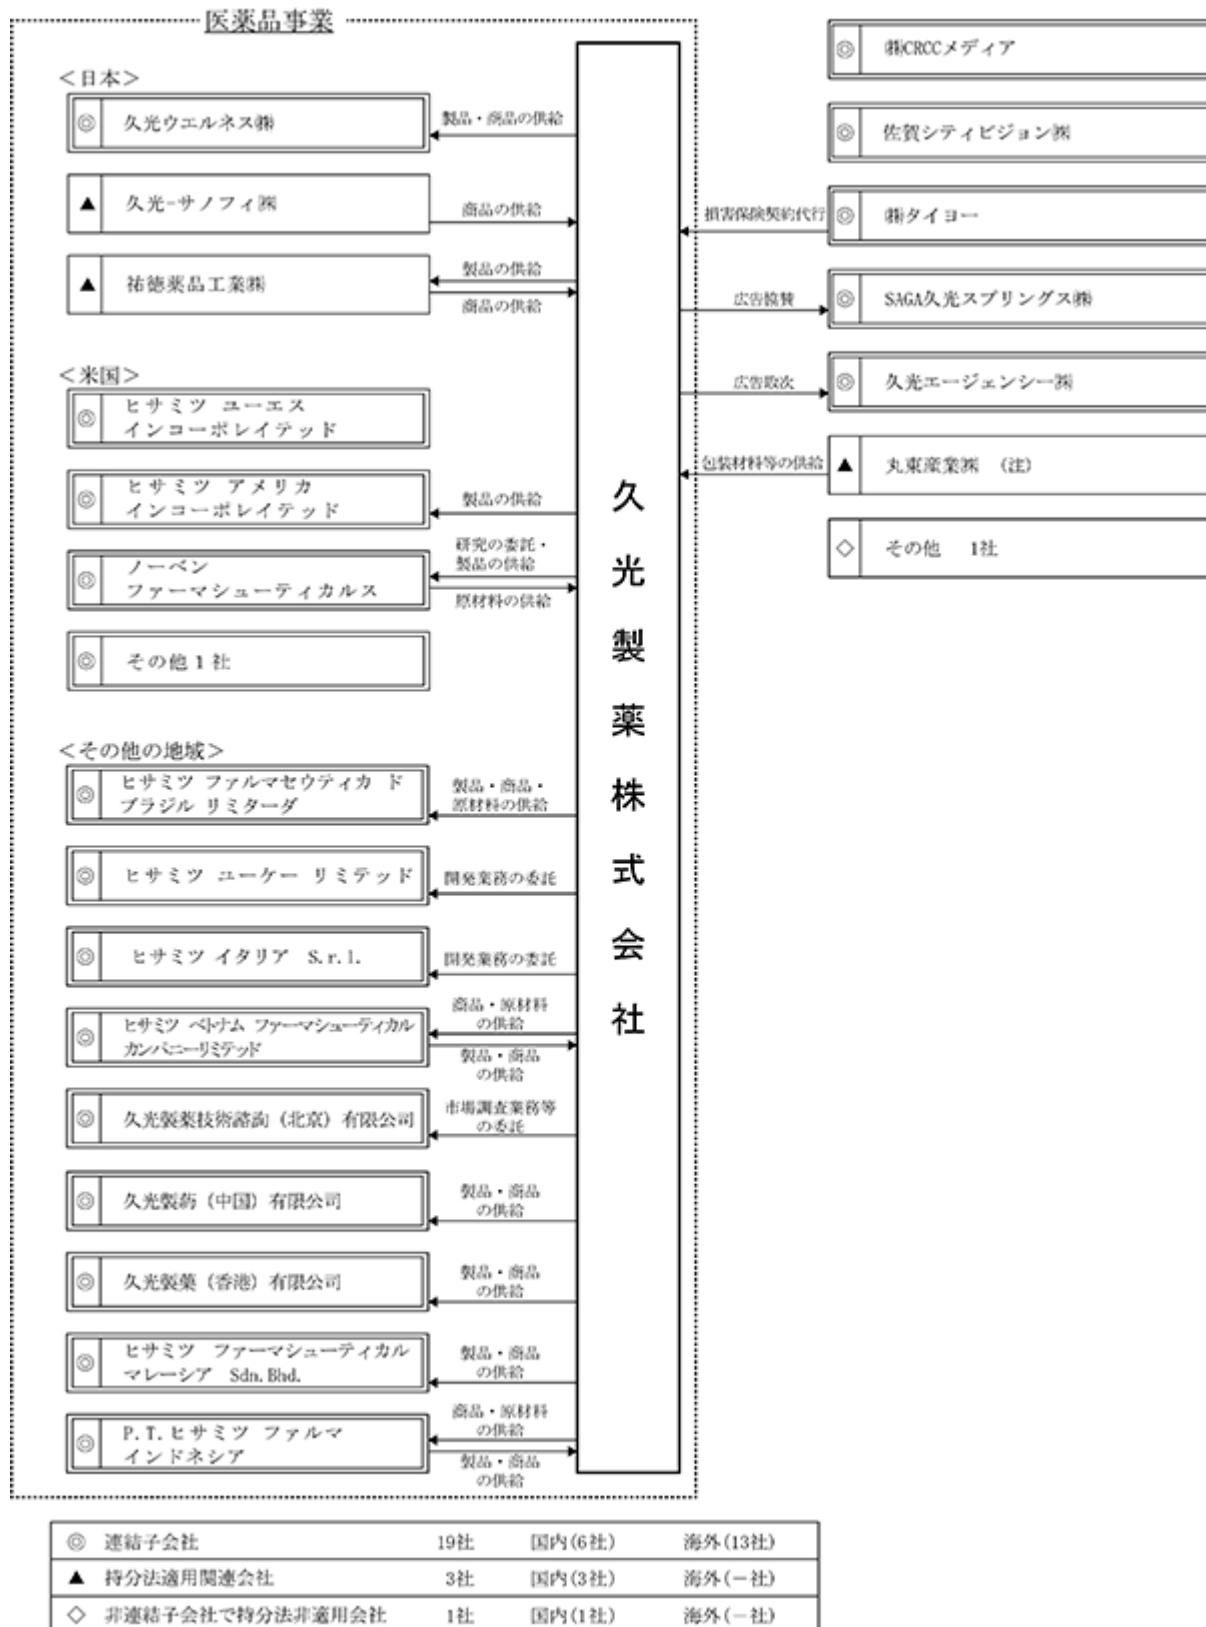 医薬品事業
＜日本＞
◎ 久光ウエルネス㈱
製品・商品の供給
▲ 久光-サノフィ㈱
商品の供給
▲ 祐徳薬品工業㈱
製品の供給
商品の供給
＜米国＞
◎ ヒサミツ ユーエス
インコーポレイテッド
◎ ヒサミツ アメリカ
インコーポレイテッド
製品の供給
◎ ノーベン
ファーマシューティカルス
研究の委託・
製品の供給
原材料の供給
◎ その他１社
＜その他の地域＞
◎ ヒサミツ ファルマセウティカ ド
ブラジル リミターダ
製品・商品・
原材料の供給
◎ ヒサミツ ユーケー リミテッド
開発業務の委託
◎ ヒサミツ イタリア S.r.l.
開発業務の委託
◎ ヒサミツ ベトナム ファーマシューティカル
カンパニーリミテッド
商品・原材料
の供給
製品・商品
の供給
◎ 久光製薬技術諮詢（北京）有限公司
市場調査業務等
の委託
◎ 久光製葯（中国）有限公司
製品・商品
の供給
◎ 久光製藥（香港）有限公司
製品・商品
の供給
◎ ヒサミツ ファーマシューティカル
マレーシア Sdn.Bhd.
製品・商品
の供給
◎ P.T.ヒサミツ ファルマ
インドネシア
商品・原材料
の供給
製品・商品
の供給
久光製薬株式会社
◎ ㈱CRCCメディア
◎ 佐賀シティビジョン㈱
損害保険契約代行
◎ ㈱タイヨー
広告協賛
◎ SAGA久光スプリングス㈱
広告取次
◎ 久光エージェンシー㈱
包装材料等の供給
▲ 丸東産業㈱ （注）
◇ その他 1社
◎ 連結子会社 19社 国内(6社) 海外(13社)
▲ 持分法適用関連会社 3社 国内(3社) 海外(－社)
◇ 非連結子会社で持分法非適用会社 1社 国内(1社) 海外(－社)